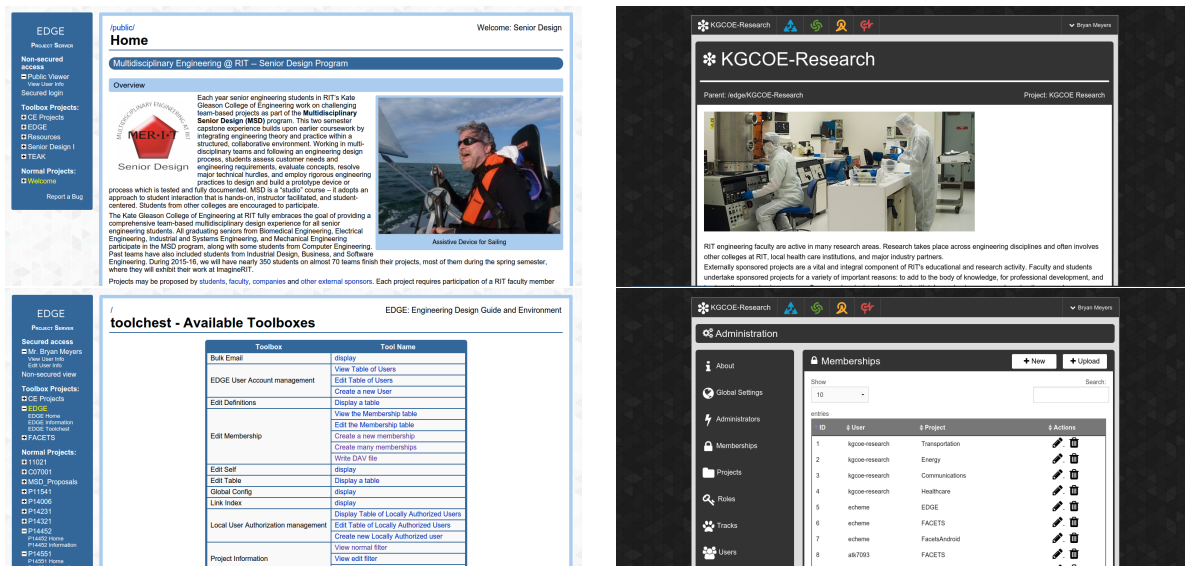 EDGE
PROJECT SERVER
Non-secured
access
Public Viewer
View User Info
Secured login
Toolbox Projects:
CE Projects
EDGE
Resources
Senior Design I
TEAK
Normal Projects:
Welcome
Report a Bug
/public/
Welcome: Senior Design
Home
Multidisciplinary Engineering @ RIT -- Senior Design Program
Overview
MULTIDISCIPLINARY ENGINEERING AT RIT
MER·I·T
Senior Design
Each year senior engineering students in RIT's Kate
Gleason College of Engineering work on challenging
team-based projects as part of the Multidisciplinary
Senior Design (MSD) program. This two semester
capstone experience builds upon earlier coursework by
integrating engineering theory and practice within a
structured, collaborative environment. Working in multi-
disciplinary teams and following an engineering design
process, students assess customer needs and
engineering requirements, evaluate concepts, resolve
major technical hurdles, and employ rigorous engineering
practices to design and build a prototype device or
process which is tested and fully documented. MSD is a "studio" course – it adopts an
approach to student interaction that is hands-on, instructor facilitated, and student-
centered. Students from other colleges are encouraged to participate.
Assistive Device for Sailing
The Kate Gleason College of Engineering at RIT fully embraces the goal of providing a
comprehensive team-based multidisciplinary design experience for all senior
engineering students. All graduating seniors from Biomedical Engineering, Electrical
Engineering, Industrial and Systems Engineering, and Mechanical Engineering
participate in the MSD program, along with some students from Computer Engineering.
Past teams have also included students from Industrial Design, Business, and Software
Engineering. During 2015-16, we will have nearly 350 students on almost 70 teams finish their projects, most of them during the spring semester,
where they will exhibit their work at ImagineRIT.
Projects may be proposed by students, faculty, companies and other external sponsors. Each project requires participation of a RIT faculty member
KGCOE-Research
Bryan Meyers
KGCOE-Research
Parent: /edge/KGCOE-Research
Project: KGCOE Research
RIT engineering faculty are active in many research areas. Research takes place across engineering disciplines and often involves
other colleges at RIT, local health care institutions, and major industry partners.
Externally sponsored projects are a vital and integral component of RIT's educational and research activity. Faculty and students
undertake sponsored projects for a variety of important reasons: to add to the body of knowledge, for professional development, and
EDGE
PROJECT SERVER
Secured access
Mr. Bryan Meyers
View User Info
Edit User Info
Non-secured view
Toolbox Projects:
CE Projects
EDGE
EDGE Home
EDGE Information
EDGE Toolchest
FACETS
Normal Projects:
11021
C07001
MSD_Proposals
P11541
P14006
P14231
P14321
P14452
P14452 Home
P14452 Information
P14551
P14551 Home
/
EDGE: Engineering Design Guide and Environment
toolchest - Available Toolboxes
Toolbox Tool Name
Bulk Email display
EDGE User Account management View Table of Users
Edit Table of Users
Create a new User
Edit Definitions Display a table
Edit Membership View the Membership table
Edit the Membership table
Create a new membership
Create many memberships
Write DAV file
Edit Self display
Edit Table Display a table
Global Config display
Link Index display
Local User Authorization management Display Table of Locally Authorized Users
Edit Table of Locally Authorized Users
Create new Locally Authorized user
Project Information View normal filter
View edit filter
KGCOE-Research
Bryan Meyers
Administration
About
Global Settings
Administrators
Memberships
Projects
Roles
Tracks
Users
Memberships
+ New
+ Upload
Show
Search:
10
entries
ID User Project Actions
1 kgcoe-research Transportation
2 kgcoe-research Energy
3 kgcoe-research Communications
4 kgcoe-research Healthcare
5 echeme EDGE
6 echeme FACETS
7 echeme FacetsAndroid
8 atk7093 FACETS